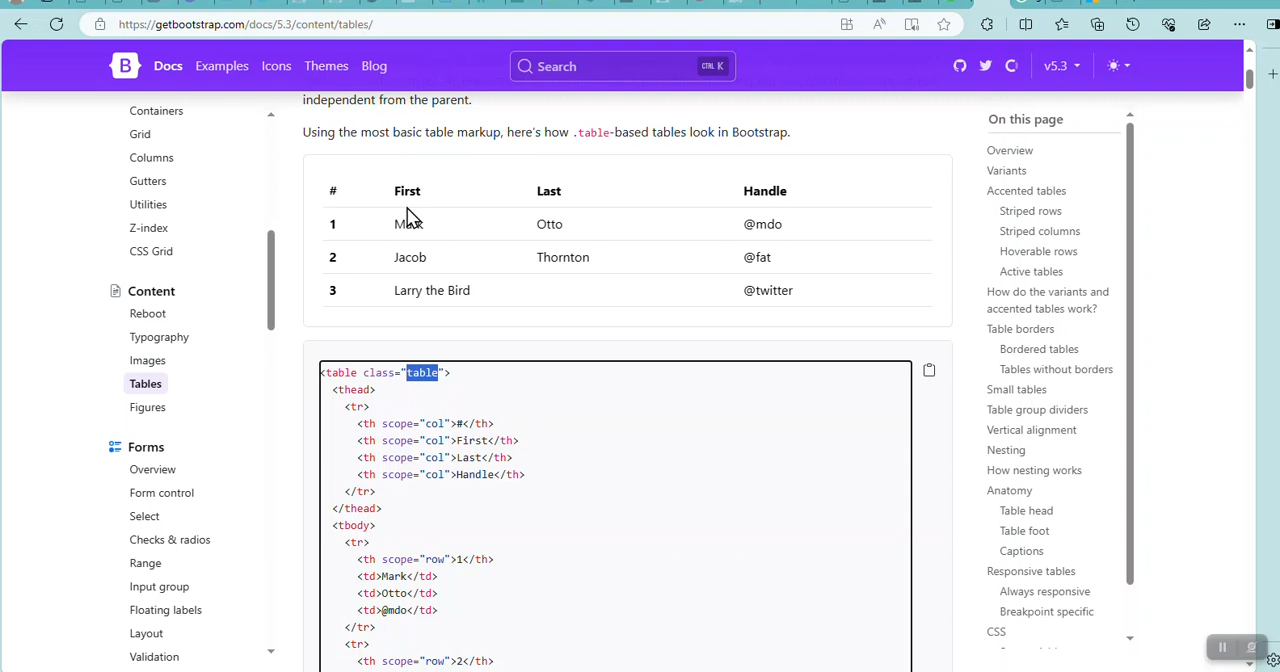 https://getbootstrap.com/docs/5.3/content/tables/
B Docs Examples Icons Themes Blog Search CTRL K v5.3
Containers
Grid
Columns
Gutters
Utilities
Z-index
CSS Grid
Content
Reboot
Typography
Images
Tables
Figures
Forms
Overview
Form control
Select
Checks & radios
Range
Input group
Floating labels
Layout
Validation
independent from the parent.
Using the most basic table markup, here's how .table-based tables look in Bootstrap.
# First Last Handle
1 Mark Otto @mdo
2 Jacob Thornton @fat
3 Larry the Bird @twitter
<table class="table">
<thead>
<tr>
<th scope="col">#</th>
<th scope="col">First</th>
<th scope="col">Last</th>
<th scope="col">Handle</th>
</tr>
</thead>
<tbody>
<tr>
<th scope="row">1</th>
<td>Mark</td>
<td>Otto</td>
<td>@mdo</td>
</tr>
<tr>
<th scope="row">2</th>
On this page
Overview
Variants
Accented tables
Striped rows
Striped columns
Hoverable rows
Active tables
How do the variants and
accented tables work?
Table borders
Bordered tables
Tables without borders
Small tables
Table group dividers
Vertical alignment
Nesting
How nesting works
Anatomy
Table head
Table foot
Captions
Responsive tables
Always responsive
Breakpoint specific
CSS